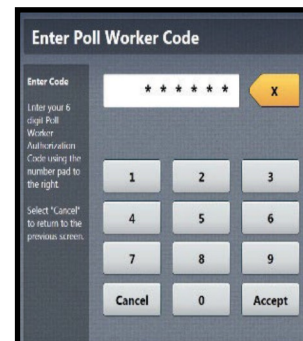 Enter Poll Worker Code
Enter Code
Enter your 6
digit Poll
Worker
Authorization
Code using the
number pad to
the right.
Select "Cancel"
to return to the
previous screen.
* * * * * *
X
1 2 3
4 5 6
7 8 9
Cancel 0 Accept